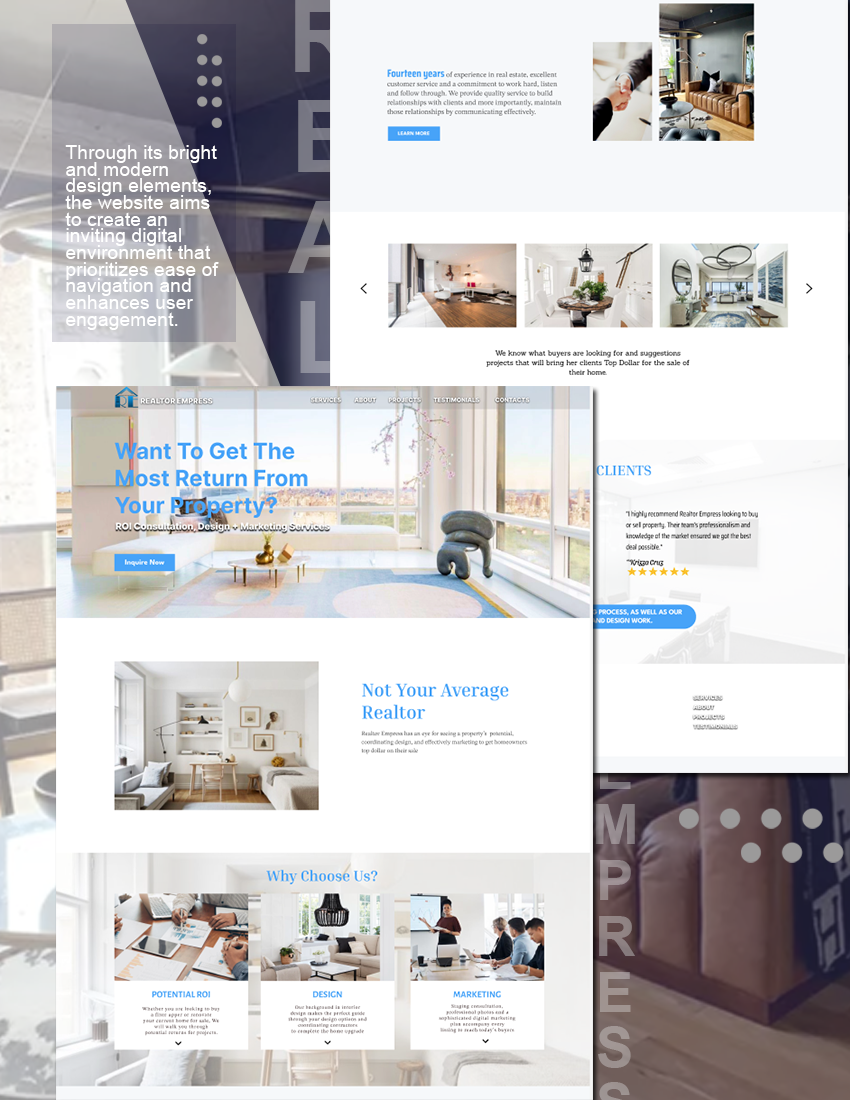 R
E
A
L
Through its bright
and modern
design elements,
the website aims
to create an
inviting digital
environment that
prioritizes ease of
navigation and
enhances user
engagement.
Fourteen years of experience in real estate, excellent
customer service and a commitment to work hard, listen
and follow through. We provide quality service to build
relationships with clients and more importantly, maintain
those relationships by communicating effectively.
LEARN MORE
We know what buyers are looking for and suggestions
projects that will bring her clients Top Dollar for the sale of
their home.
REALTOR EMPRESS
SERVICES ABOUT PROJECTS TESTIMONIALS CONTACTS
Want To Get The
Most Return From
Your Property?
ROI Consultation, Design + Marketing Services
Inquire Now
CLIENTS
"I highly recommend Realtor Empress looking to buy
or sell property. Their team's professionalism and
knowledge of the market ensured we got the best
deal possible."
Krizza Cruz
PROCESS, AS WELL AS OUR
AND DESIGN WORK.
SERVICES
ABOUT
PROJECTS
TESTIMONIALS
Not Your Average
Realtor
Realtor Empress has an eye for seeing a property's potential,
coordinating design, and effectively marketing to get homeowners
top dollar on their sale
Why Choose Us?
POTENTIAL ROI
Whether you are looking to buy
a fixer upper or renovate
your current home for sale, We
will walk you through
potential returns for projects.
DESIGN
Our background in interior
design makes the perfect guide
through your design options and
coordinating contractors
to complete the home upgrade
MARKETING
Staging consultation,
professional photos and a
sophisticated digital marketing
plan accompany every
listing to reach today's buyers.
E
M
P
R
E
S
S